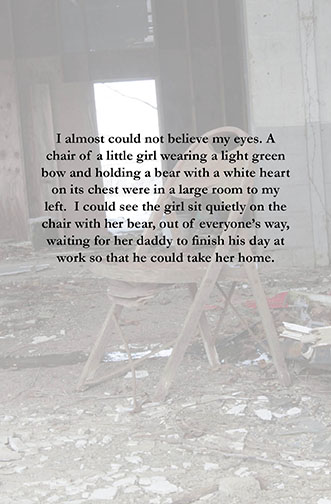 I almost could not believe my eyes. A
chair of a little girl wearing a light green
bow and holding a bear with a white heart
on its chest were in a large room to my
left.  I could see the girl sit quietly on the
chair with her bear, out of everyone's way,
waiting for her daddy to finish his day at
work so that he could take her home.